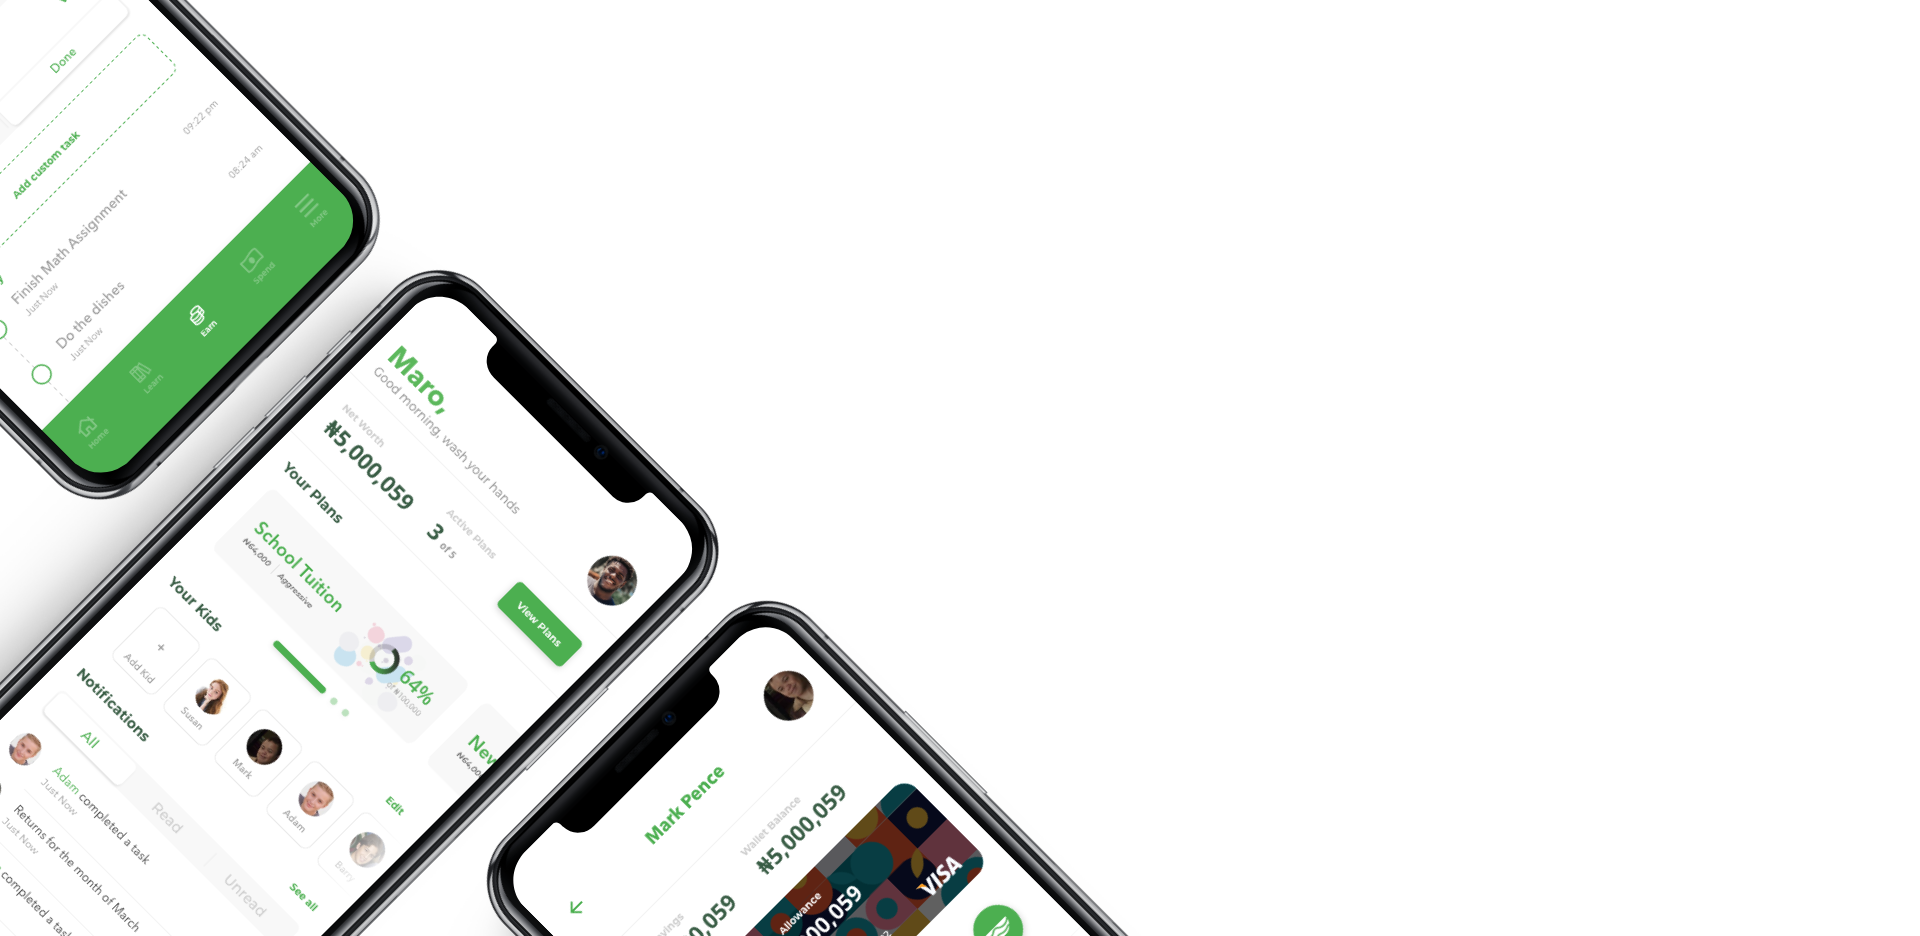 Done
Add custom task
09:22 pm
Finish Math Assignment
Just Now
08:24 am
Do the dishes
Just Now
Home
Learn
Earn
Spend
More
Maro,
Good morning, wash your hands
Net Worth
₦5,000,059
Active Plans
3 of 5
View Plans
Your Plans
School Tuition
₦64,000 | Aggressive
64%
of ₦100,000
New
₦64,00
Your Kids
Edit
Add Kid
Susan
Mark
Adam
Barry
Notifications
See all
All
Read
Unread
Adam completed a task
Just Now
Returns for the month of March
Just Now
completed a task
Mark Pence
Wallet Balance
₦5,000,059
vings
0,059
Allowance
00,059
VISA